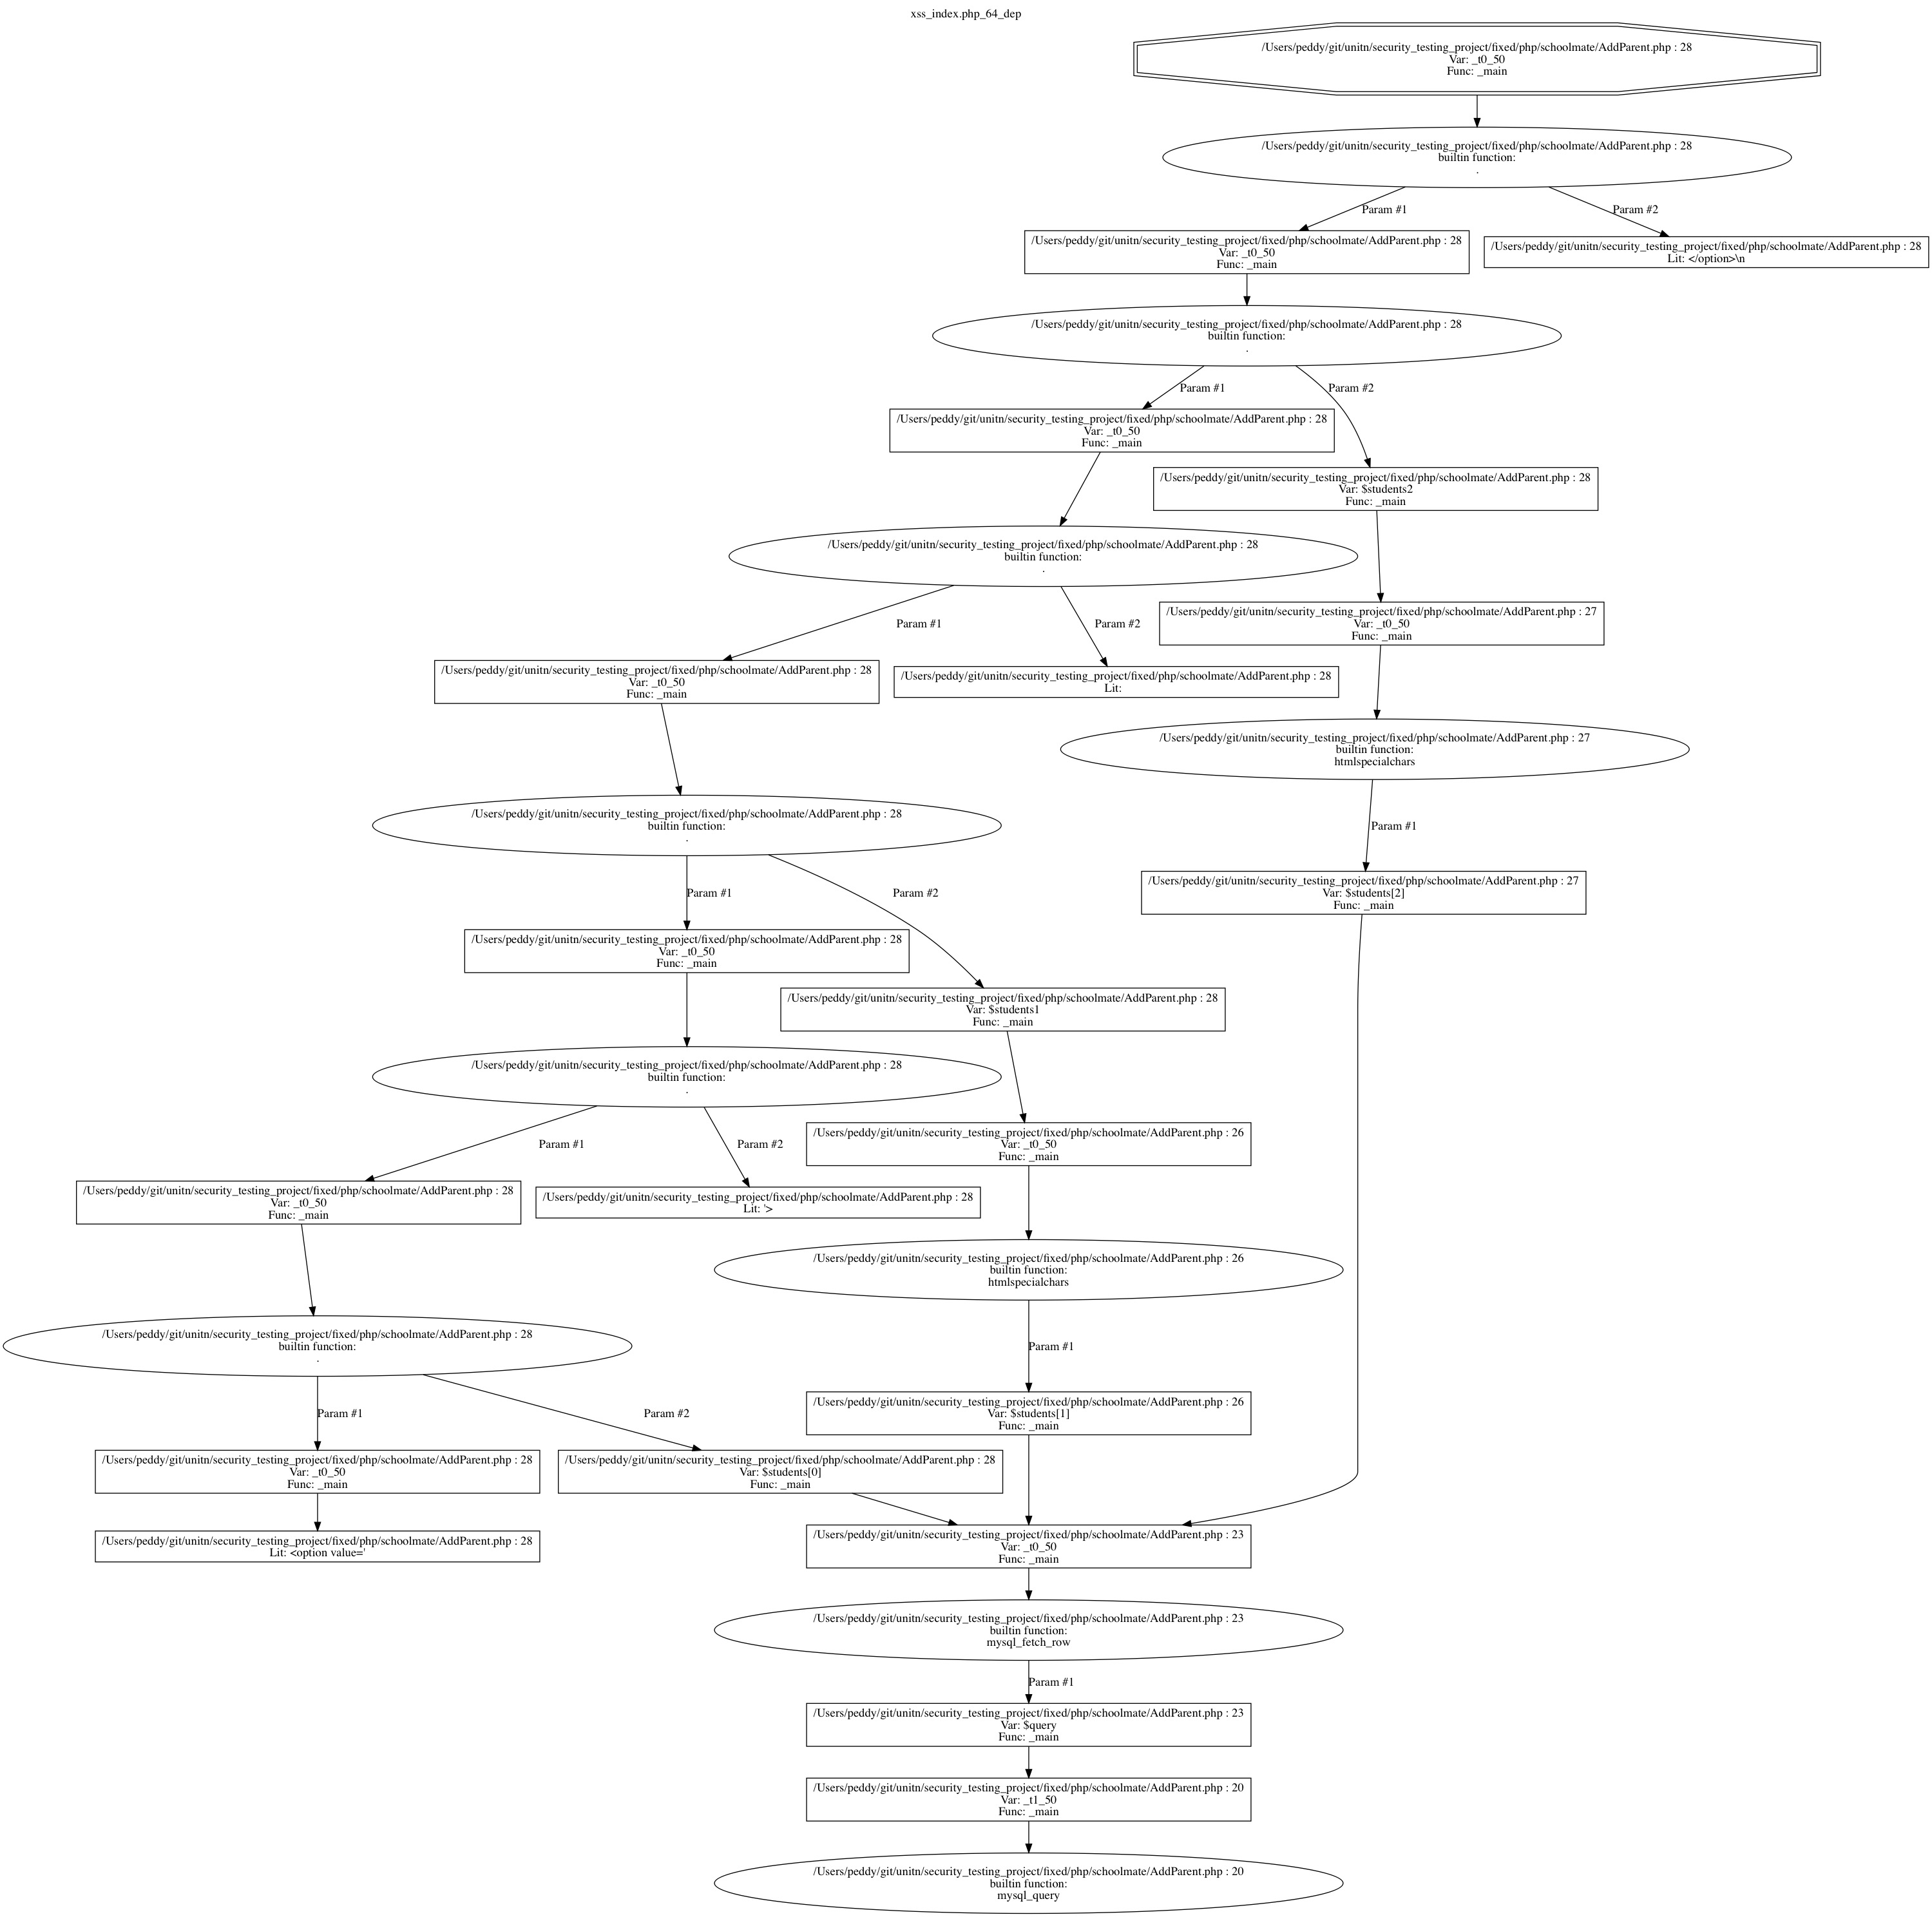 xss_index.php_64_dep
/Users/peddy/git/unitn/security_testing_project/fixed/php/schoolmate/AddParent.php : 28
Var: _t0_50
Func: _main
/Users/peddy/git/unitn/security_testing_project/fixed/php/schoolmate/AddParent.php : 28
builtin function:
.
Param #1
Param #2
/Users/peddy/git/unitn/security_testing_project/fixed/php/schoolmate/AddParent.php : 28
Var: _t0_50
Func: _main
/Users/peddy/git/unitn/security_testing_project/fixed/php/schoolmate/AddParent.php : 28
Lit: </option>\n
/Users/peddy/git/unitn/security_testing_project/fixed/php/schoolmate/AddParent.php : 28
builtin function:
.
Param #1
Param #2
/Users/peddy/git/unitn/security_testing_project/fixed/php/schoolmate/AddParent.php : 28
Var: _t0_50
Func: _main
/Users/peddy/git/unitn/security_testing_project/fixed/php/schoolmate/AddParent.php : 28
Var: $students2
Func: _main
/Users/peddy/git/unitn/security_testing_project/fixed/php/schoolmate/AddParent.php : 28
builtin function:
.
Param #1
Param #2
/Users/peddy/git/unitn/security_testing_project/fixed/php/schoolmate/AddParent.php : 27
Var: _t0_50
Func: _main
/Users/peddy/git/unitn/security_testing_project/fixed/php/schoolmate/AddParent.php : 28
Var: _t0_50
Func: _main
/Users/peddy/git/unitn/security_testing_project/fixed/php/schoolmate/AddParent.php : 28
Lit:
/Users/peddy/git/unitn/security_testing_project/fixed/php/schoolmate/AddParent.php : 27
builtin function:
htmlspecialchars
/Users/peddy/git/unitn/security_testing_project/fixed/php/schoolmate/AddParent.php : 28
builtin function:
.
Param #1
Param #1
Param #2
/Users/peddy/git/unitn/security_testing_project/fixed/php/schoolmate/AddParent.php : 27
Var: $students[2]
Func: _main
/Users/peddy/git/unitn/security_testing_project/fixed/php/schoolmate/AddParent.php : 28
Var: _t0_50
Func: _main
/Users/peddy/git/unitn/security_testing_project/fixed/php/schoolmate/AddParent.php : 28
Var: $students1
Func: _main
/Users/peddy/git/unitn/security_testing_project/fixed/php/schoolmate/AddParent.php : 28
builtin function:
.
Param #1
Param #2
/Users/peddy/git/unitn/security_testing_project/fixed/php/schoolmate/AddParent.php : 26
Var: _t0_50
Func: _main
/Users/peddy/git/unitn/security_testing_project/fixed/php/schoolmate/AddParent.php : 28
Var: _t0_50
Func: _main
/Users/peddy/git/unitn/security_testing_project/fixed/php/schoolmate/AddParent.php : 28
Lit: '>
/Users/peddy/git/unitn/security_testing_project/fixed/php/schoolmate/AddParent.php : 26
builtin function:
htmlspecialchars
/Users/peddy/git/unitn/security_testing_project/fixed/php/schoolmate/AddParent.php : 28
builtin function:
.
Param #1
Param #1
Param #2
/Users/peddy/git/unitn/security_testing_project/fixed/php/schoolmate/AddParent.php : 26
Var: $students[1]
Func: _main
/Users/peddy/git/unitn/security_testing_project/fixed/php/schoolmate/AddParent.php : 28
Var: _t0_50
Func: _main
/Users/peddy/git/unitn/security_testing_project/fixed/php/schoolmate/AddParent.php : 28
Var: $students[0]
Func: _main
/Users/peddy/git/unitn/security_testing_project/fixed/php/schoolmate/AddParent.php : 28
Lit: <option value='
/Users/peddy/git/unitn/security_testing_project/fixed/php/schoolmate/AddParent.php : 23
Var: _t0_50
Func: _main
/Users/peddy/git/unitn/security_testing_project/fixed/php/schoolmate/AddParent.php : 23
builtin function:
mysql_fetch_row
Param #1
/Users/peddy/git/unitn/security_testing_project/fixed/php/schoolmate/AddParent.php : 23
Var: $query
Func: _main
/Users/peddy/git/unitn/security_testing_project/fixed/php/schoolmate/AddParent.php : 20
Var: _t1_50
Func: _main
/Users/peddy/git/unitn/security_testing_project/fixed/php/schoolmate/AddParent.php : 20
builtin function:
mysql_query